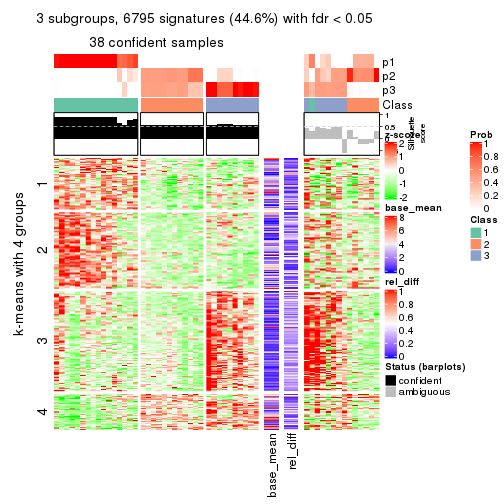 3 subgroups, 6795 signatures (44.6%) with fdr < 0.05
38 confident samples
p1
p2
p3
Class
1
0.5
0
Silhouette
score
k-means with 4 groups
1
2
3
4
base_mean
rel_diff
z-score
2
1
0
-1
-2
base_mean
8
6
4
2
0
rel_diff
1
0.8
0.6
0.4
0.2
0
Status (barplots)
confident
ambiguous
Prob
1
0.8
0.6
0.4
0.2
0
Class
1
2
3